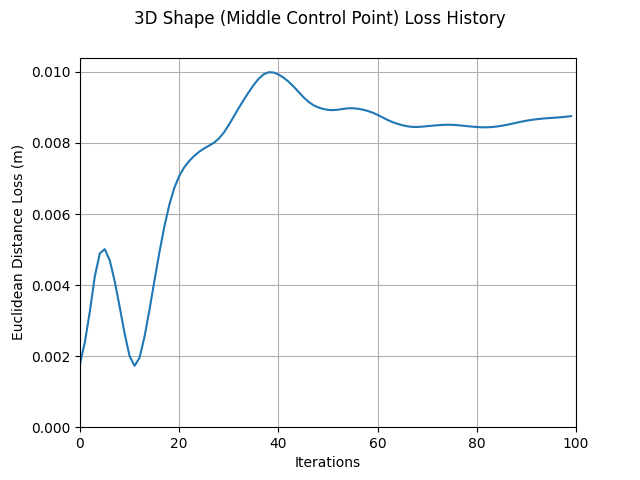 3D Shape (Middle Control Point) Loss History
Euclidean Distance Loss (m)
0.010
0.008
0.006
0.004
0.002
0.000
0 20 40 60 80 100
Iterations